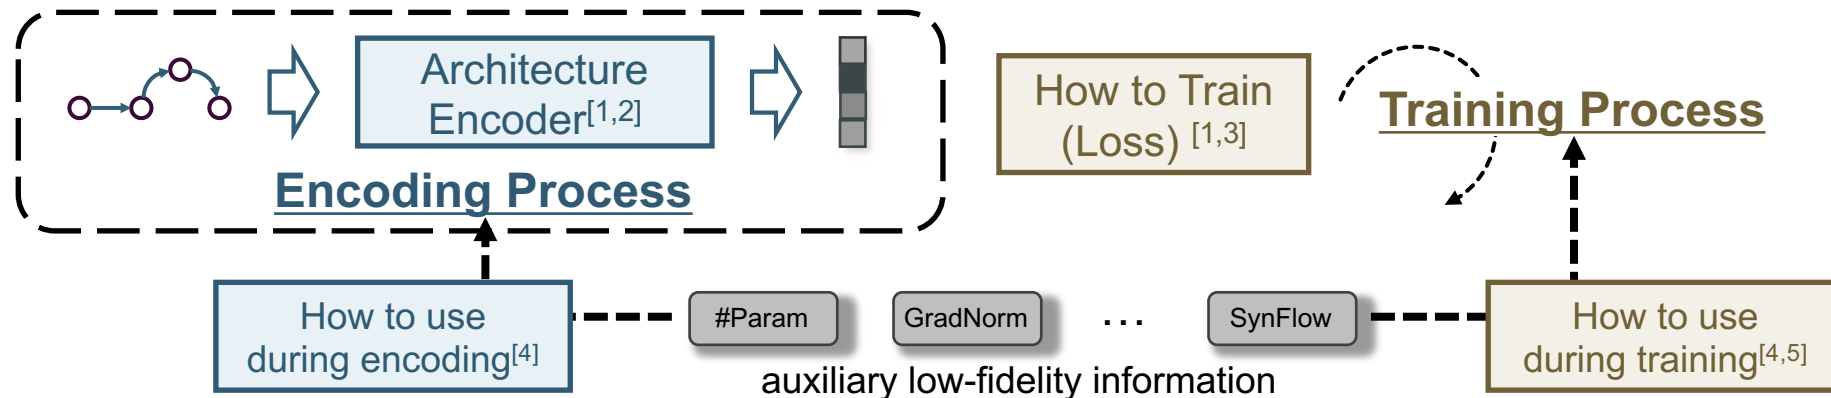 Architecture
Encoder[1,2]
Encoding Process
How to Train
(Loss) [1,3]
Training Process
How to use
during encoding[4]
#Param
GradNorm
...
SynFlow
auxiliary low-fidelity information
How to use
during training[4,5]